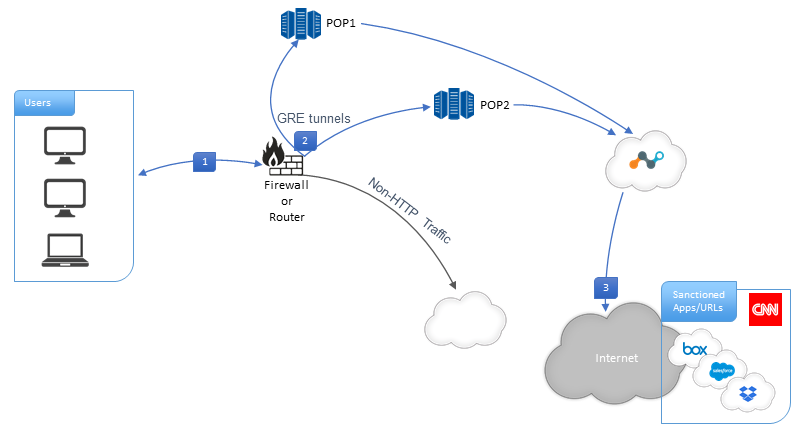 POP1
Users
POP2
GRE tunnels
2
1
Firewall
or
Router
Non-HTTP Traffic
3
Sanctioned
Apps/URLs
CNN
box
salesforce
Internet